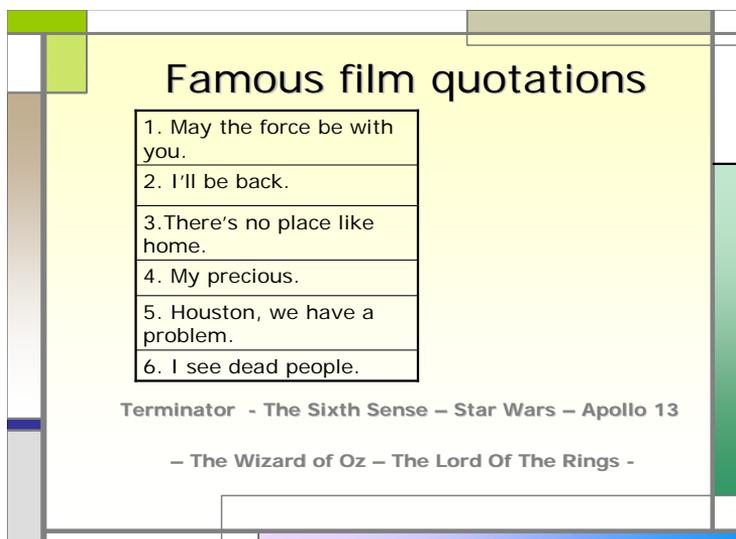 Famous film quotations
1. May the force be with
you.
2. I'll be back.
3.There's no place like
home.
4. My precious.
5. Houston, we have a
problem.
6. I see dead people.
Terminator - The Sixth Sense – Star Wars – Apollo 13
– The Wizard of Oz – The Lord Of The Rings -